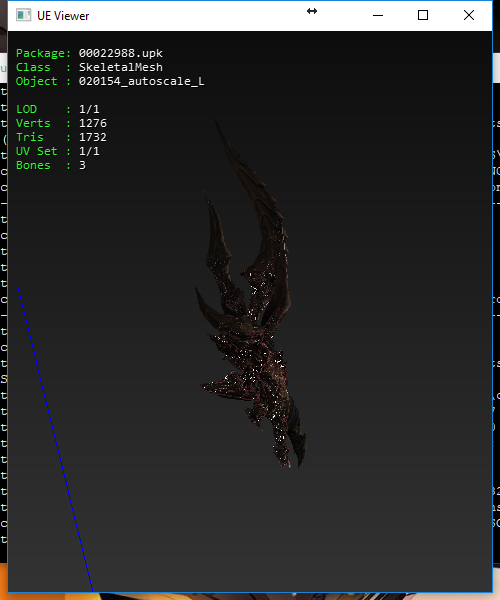 UE Viewer
Package: 00022988.upk
Class : SkeletalMesh
Object : 020154_autoscale_L
LOD : 1/1
Verts : 1276
Tris : 1732
UV Set : 1/1
Bones : 3